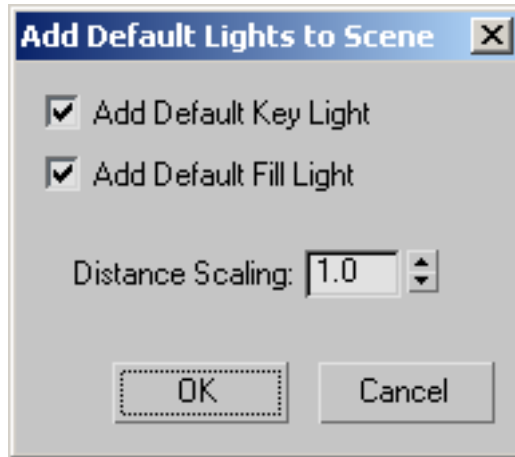 Add Default Lights to Scene
Add Default Key Light
Add Default Fill Light
Distance Scaling: 1.0
OK Cancel